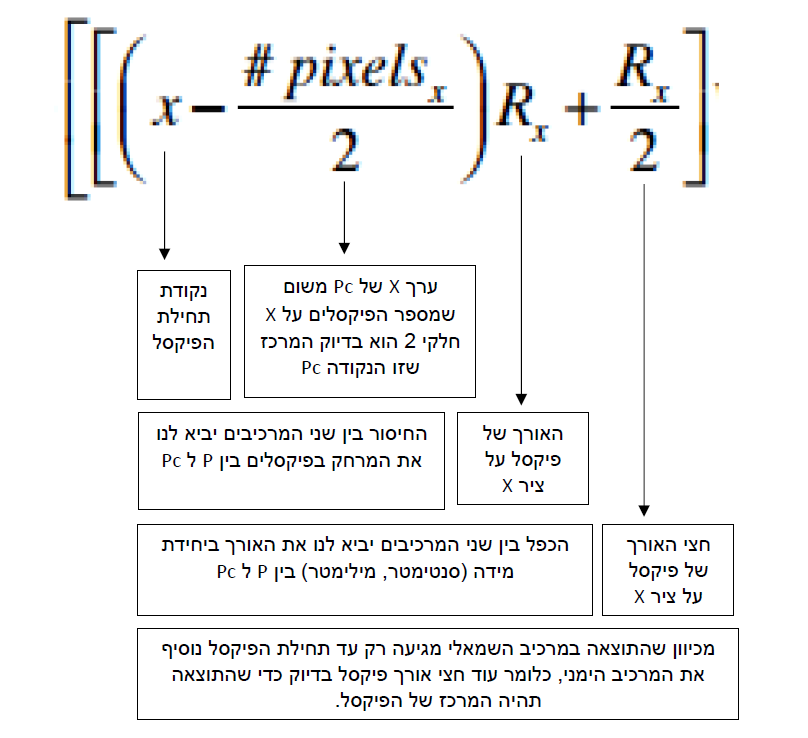 [[(x − # pixelsₓ / 2) Rₓ + Rₓ / 2]
נקודת
תחילת
הפיקסל
ערך X של Pc משום
שמספר הפיקסלים על X
חלקי 2 הוא בדיוק המרכז
שזו הנקודה Pc
החיסור בין שני המרכיבים יביא לנו
את המרחק בפיקסלים בין P ל Pc
האורך של
פיקסל על
ציר X
הכפל בין שני המרכיבים יביא לנו את האורך ביחידת
מידה (סנטימטר, מילימטר) בין P ל Pc
חצי האורך
של פיקסל
על ציר X
מכיוון שהתוצאה במרכיב השמאלי מגיעה רק עד תחילת הפיקסל נוסיף
את המרכיב הימני, כלומר עוד חצי אורך פיקסל בדיוק כדי שהתוצאה
תהיה המרכז של הפיקסל.